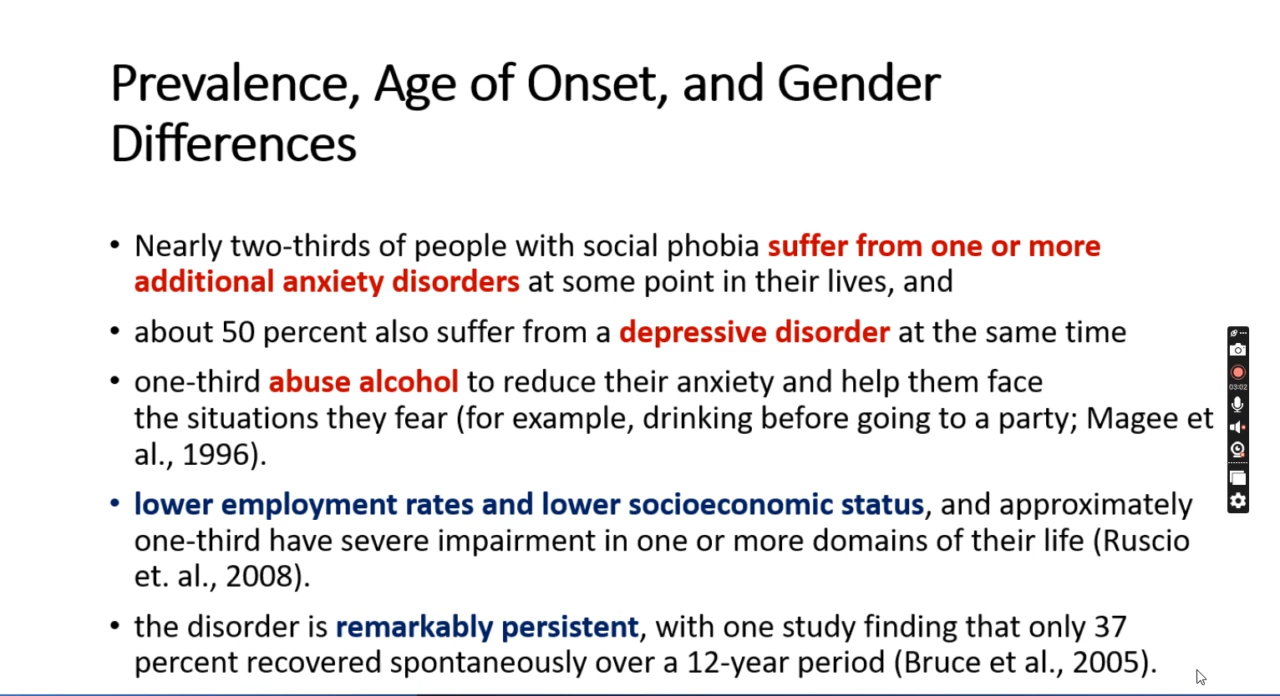 Prevalence, Age of Onset, and Gender
Differences
• Nearly two-thirds of people with social phobia suffer from one or more
additional anxiety disorders at some point in their lives, and
• about 50 percent also suffer from a depressive disorder at the same time
• one-third abuse alcohol to reduce their anxiety and help them face
the situations they fear (for example, drinking before going to a party; Magee et
al., 1996).
• lower employment rates and lower socioeconomic status, and approximately
one-third have severe impairment in one or more domains of their life (Ruscio
et. al., 2008).
• the disorder is remarkably persistent, with one study finding that only 37
percent recovered spontaneously over a 12-year period (Bruce et al., 2005).
03:02